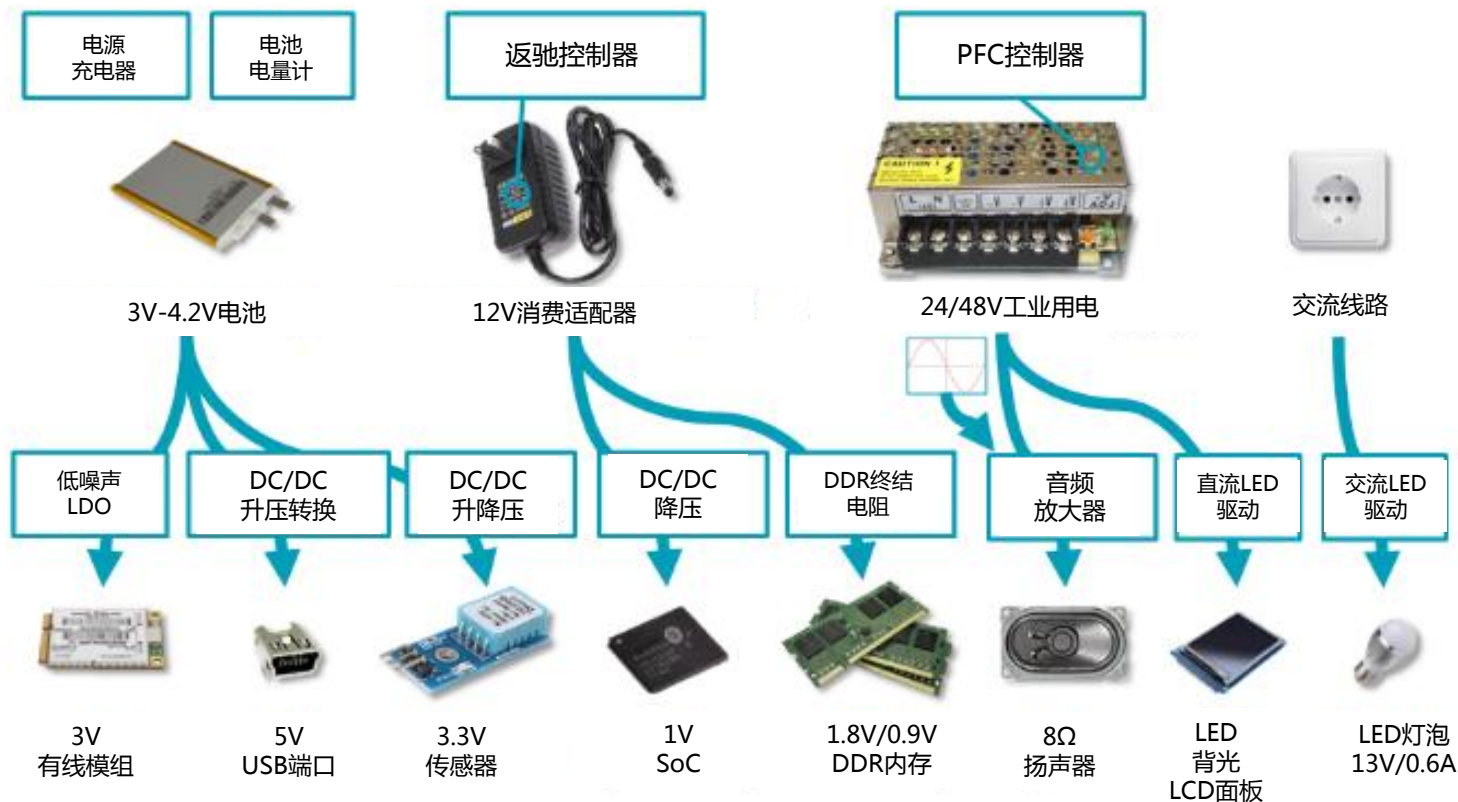 电源
充电器
电池
电量计
返驰控制器
PFC控制器
CAUTION !
L N
3V-4.2V电池
12V消费适配器
24/48V工业用电
交流线路
低噪声
LDO
DC/DC
升压转换
DC/DC
升降压
DC/DC
降压
DDR终结
电阻
音频
放大器
直流LED
驱动
交流LED
驱动
3V
有线模组
5V
USB端口
3.3V
传感器
1V
SoC
1.8V/0.9V
DDR内存
8Ω
扬声器
LED
背光
LCD面板
LED灯泡
13V/0.6A